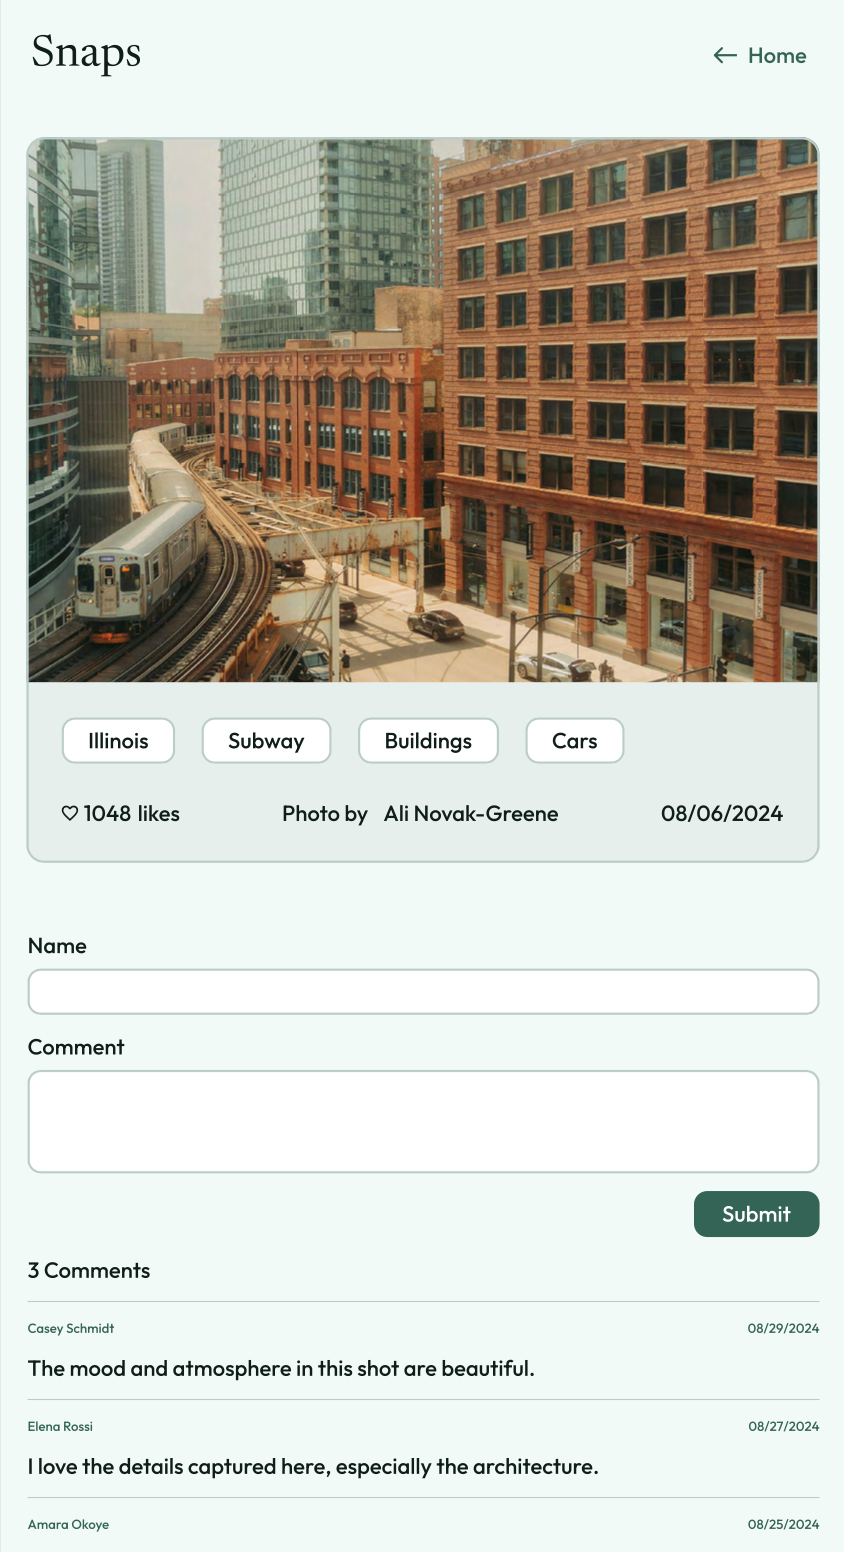 Snaps
← Home
Illinois Subway Buildings Cars
♡ 1048 likes Photo by Ali Novak-Greene 08/06/2024
Name
Comment
Submit
3 Comments
Casey Schmidt 08/29/2024
The mood and atmosphere in this shot are beautiful.
Elena Rossi 08/27/2024
I love the details captured here, especially the architecture.
Amara Okoye 08/25/2024